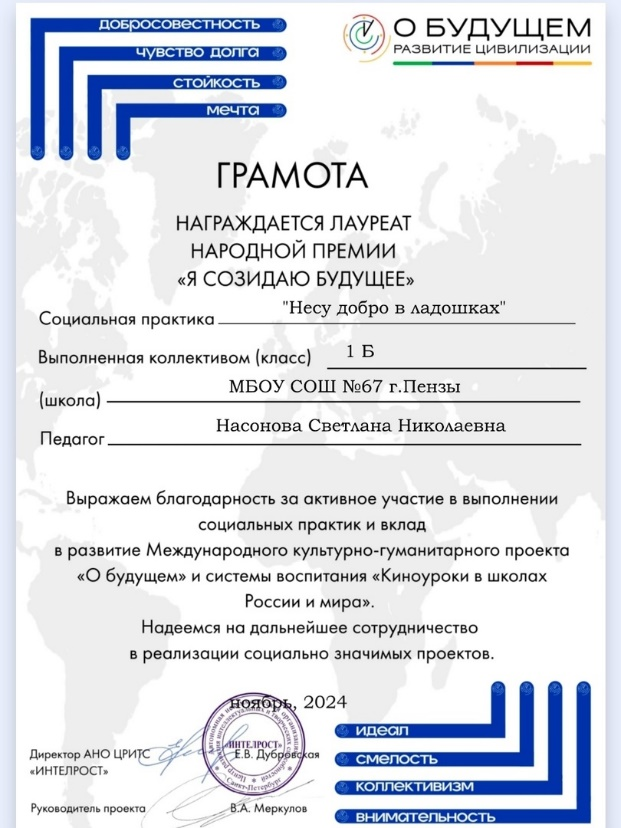 добросовестность
чувство долга
стойкость
мечта
О БУДУЩЕМ
РАЗВИТИЕ ЦИВИЛИЗАЦИИ
ГРАМОТА
НАГРАЖДАЕТСЯ ЛАУРЕАТ
НАРОДНОЙ ПРЕМИИ
«Я СОЗИДАЮ БУДУЩЕЕ»
Социальная практика "Несу добро в ладошках"
Выполненная коллективом (класс) 1 Б
(школа) МБОУ СОШ №67 г.Пензы
Педагог Насонова Светлана Николаевна
Выражаем благодарность за активное участие в выполнении
социальных практик и вклад
в развитие Международного культурно-гуманитарного проекта
«О будущем» и системы воспитания «Киноуроки в школах
России и мира».
Надеемся на дальнейшее сотрудничество
в реализации социально значимых проектов.
ноябрь, 2024
Директор АНО ЦРИТС Е.В. Дубровская
«ИНТЕЛРОСТ»
Руководитель проекта В.А. Меркулов
«ИНТЕЛРОСТ»
Санкт-Петербург
идеал
смелость
коллективизм
внимательность